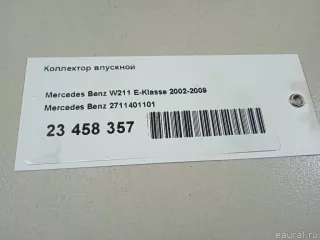 Коллектор впускной
Mercedes Benz W211 E-Klasse 2002-2009
Mercedes Benz 2711401101
23 458 357
eaural.ru